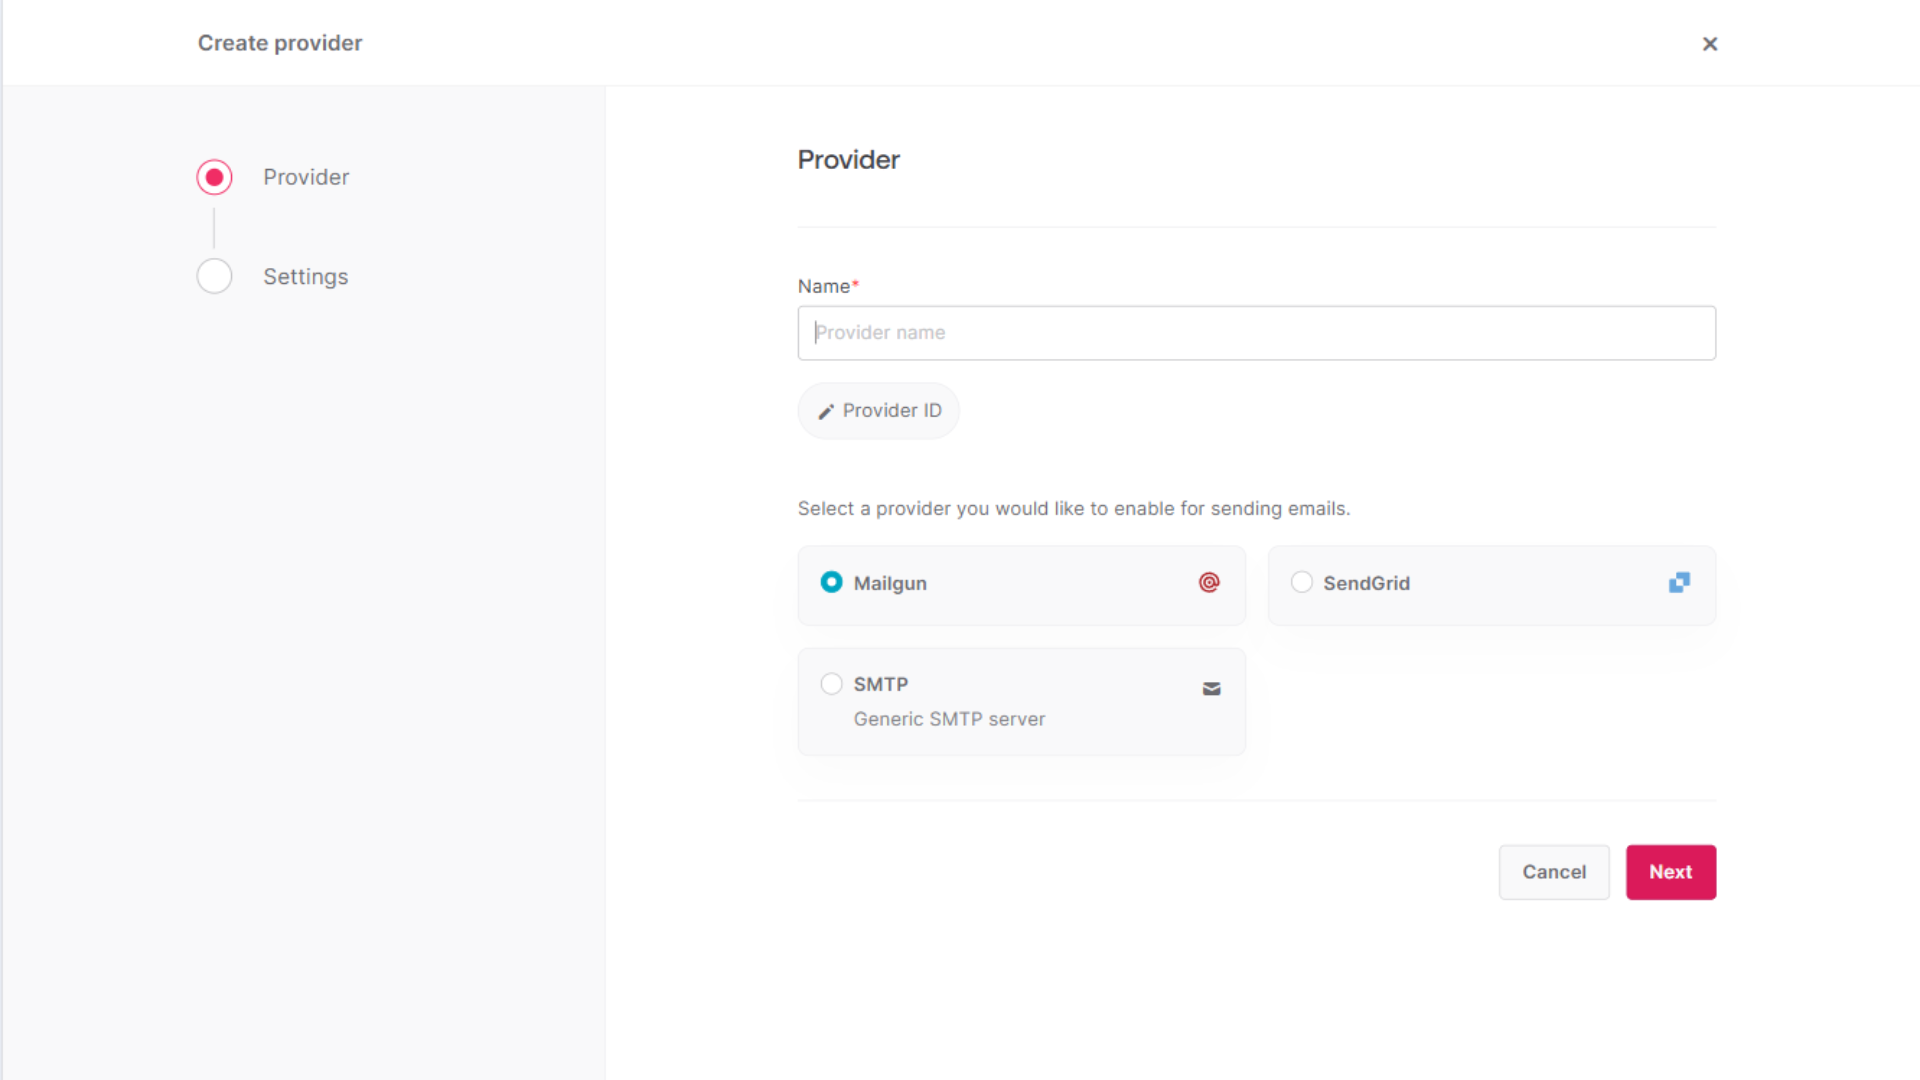 Create provider
Provider
Settings
Provider
Name*
Provider name
Provider ID
Select a provider you would like to enable for sending emails.
Mailgun
SendGrid
SMTP
Generic SMTP server
Cancel
Next